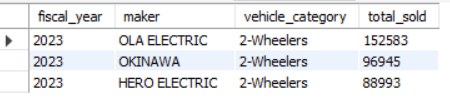 fiscal_year maker vehicle_category total_sold
2023 OLA ELECTRIC 2-Wheelers 152583
2023 OKINAWA 2-Wheelers 96945
2023 HERO ELECTRIC 2-Wheelers 88993